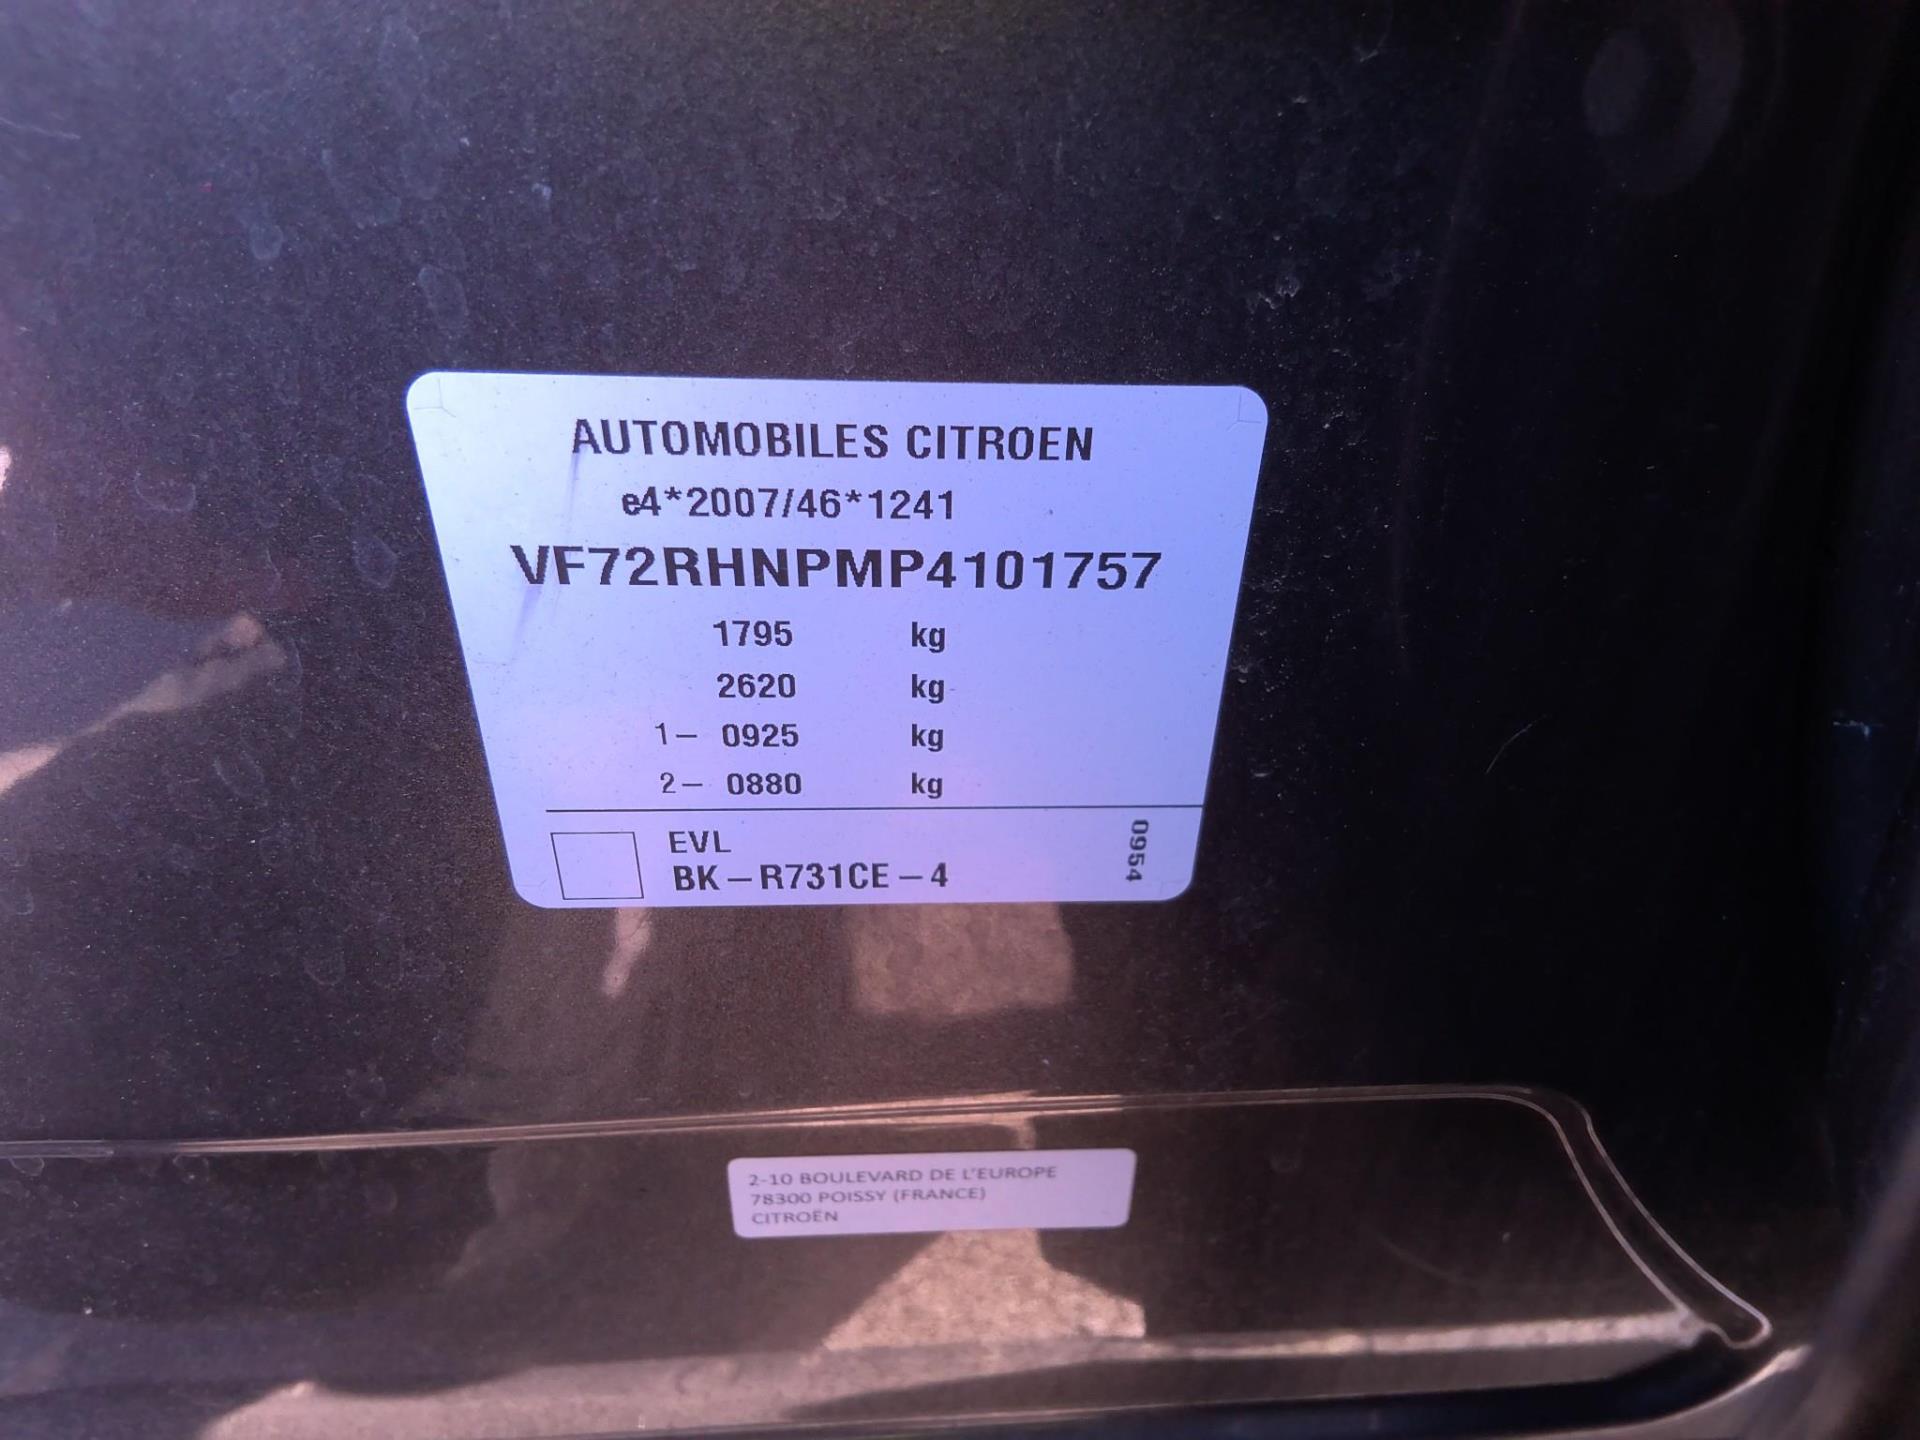 AUTOMOBILES CITROEN
e4*2007/46*1241
VF72RHNPMP4101757
1795 kg
2620 kg
1- 0925 kg
2- 0880 kg
EVL
BK-R731CE-4
0954
2-10 BOULEVARD DE L'EUROPE
78300 POISSY (FRANCE)
CITROËN